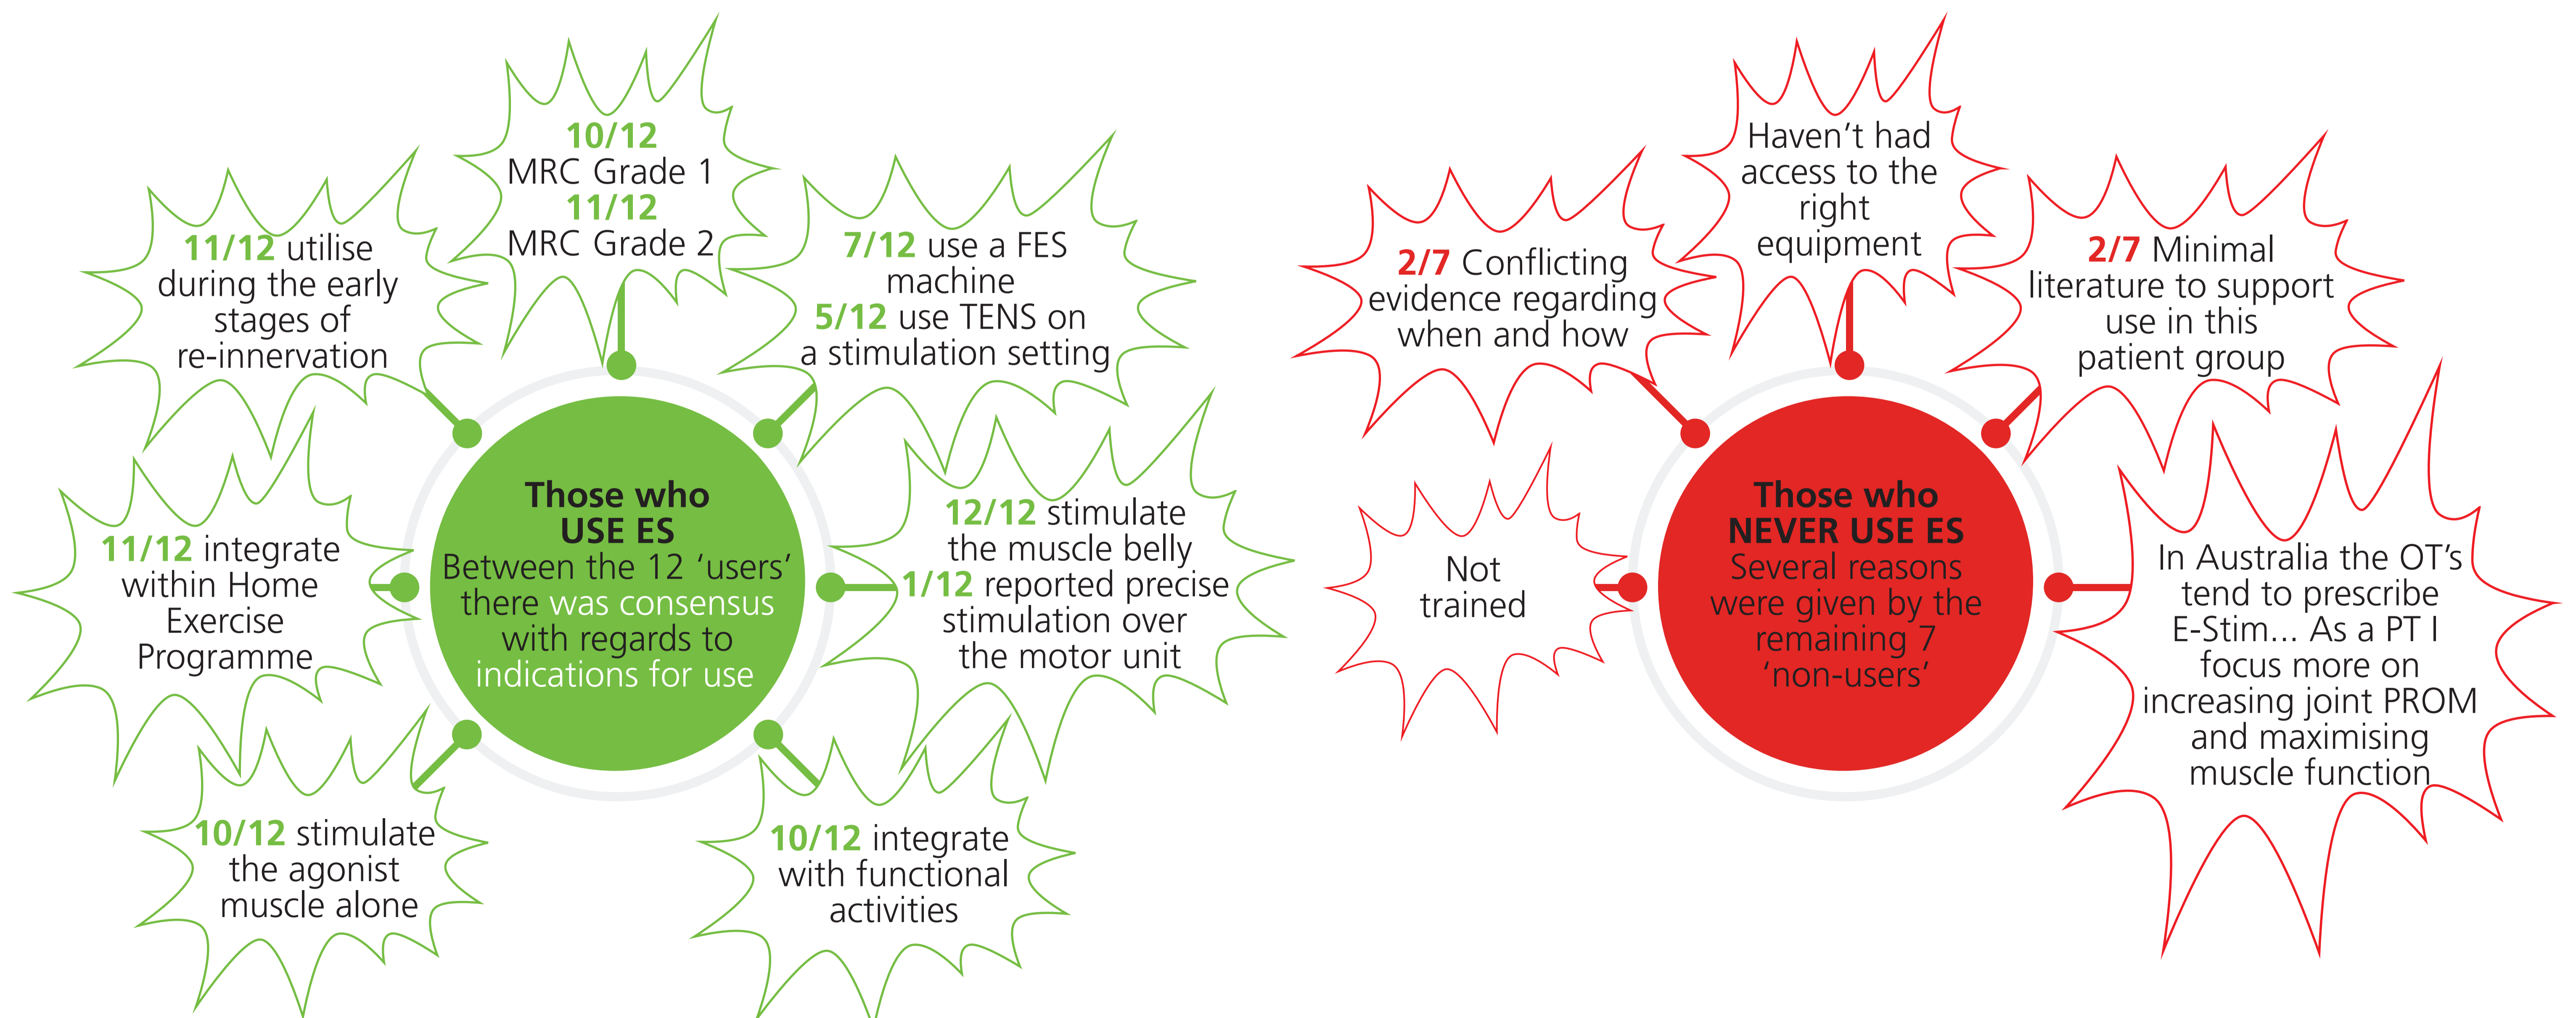 10/12
MRC Grade 1
11/12
MRC Grade 2
11/12 utilise
during the early
stages of
re-innervation
7/12 use a FES
machine
5/12 use TENS on
a stimulation setting
11/12 integrate
within Home
Exercise
Programme
Those who
USE ES
Between the 12 ‘users’
there was consensus
with regards to
indications for use
12/12 stimulate
the muscle belly
1/12 reported precise
stimulation over
the motor unit
10/12 stimulate
the agonist
muscle alone
10/12 integrate
with functional
activities
Haven’t had
access to the
right
equipment
2/7 Conflicting
evidence regarding
when and how
2/7 Minimal
literature to support
use in this
patient group
Not
trained
Those who
NEVER USE ES
Several reasons
were given by the
remaining 7
‘non-users’
In Australia the OT’s
tend to prescribe
E-Stim... As a PT I
focus more on
increasing joint PROM
and maximising
muscle function